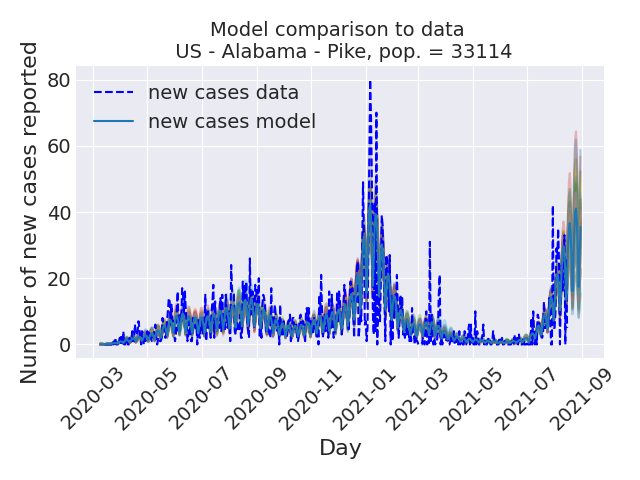 Model comparison to data
US - Alabama - Pike, pop. = 33114
Number of new cases reported
80
60
40
20
0
new cases data
new cases model
2020-03
2020-05
2020-07
2020-09
2020-11
2021-01
2021-03
2021-05
2021-07
2021-09
Day